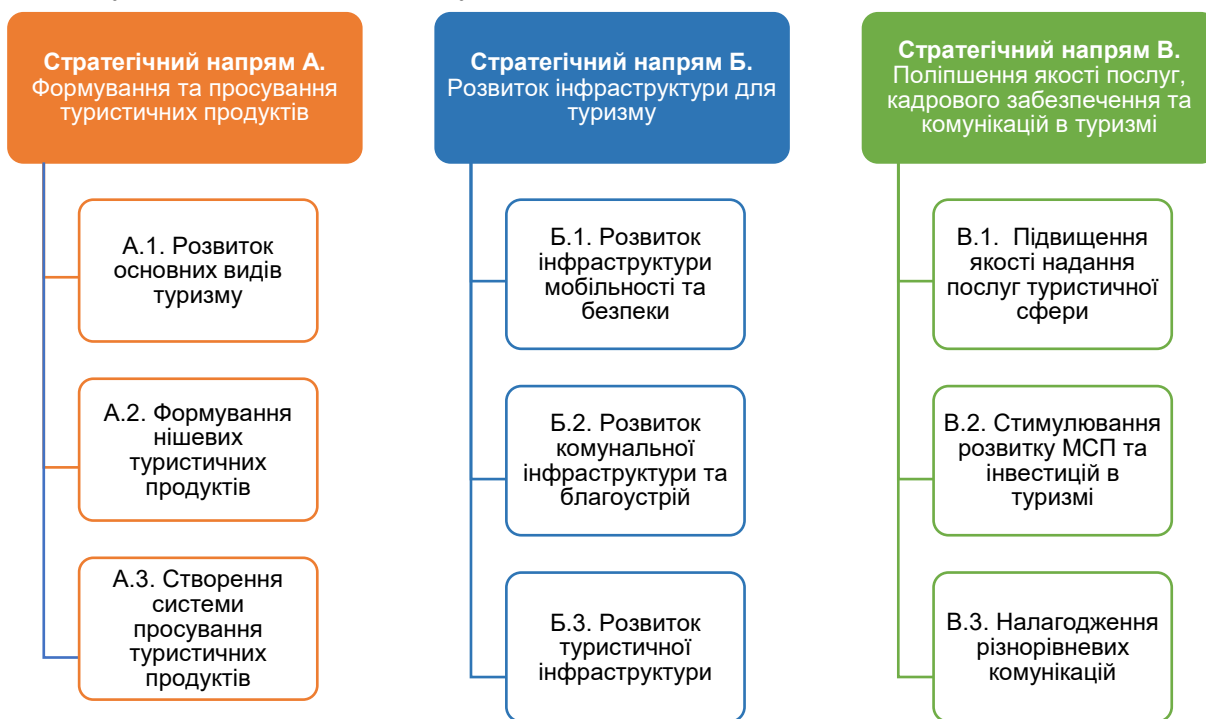 Стратегічний напрям А.
Формування та просування
туристичних продуктів
А.1. Розвиток
основних видів
туризму
А.2. Формування
нішевих
туристичних
продуктів
А.3. Створення
системи
просування
туристичних
продуктів
Стратегічний напрям Б.
Розвиток інфраструктури для
туризму
Б.1. Розвиток
інфраструктури
мобільності та
безпеки
Б.2. Розвиток
комунальної
інфраструктури та
благоустрій
Б.3. Розвиток
туристичної
інфраструктури
Стратегічний напрям В.
Поліпшення якості послуг,
кадрового забезпечення та
комунікацій в туризмі
В.1. Підвищення
якості надання
послуг туристичної
сфери
В.2. Стимулювання
розвитку МСП та
інвестицій в
туризмі
В.3. Налагодження
різнорівневих
комунікацій